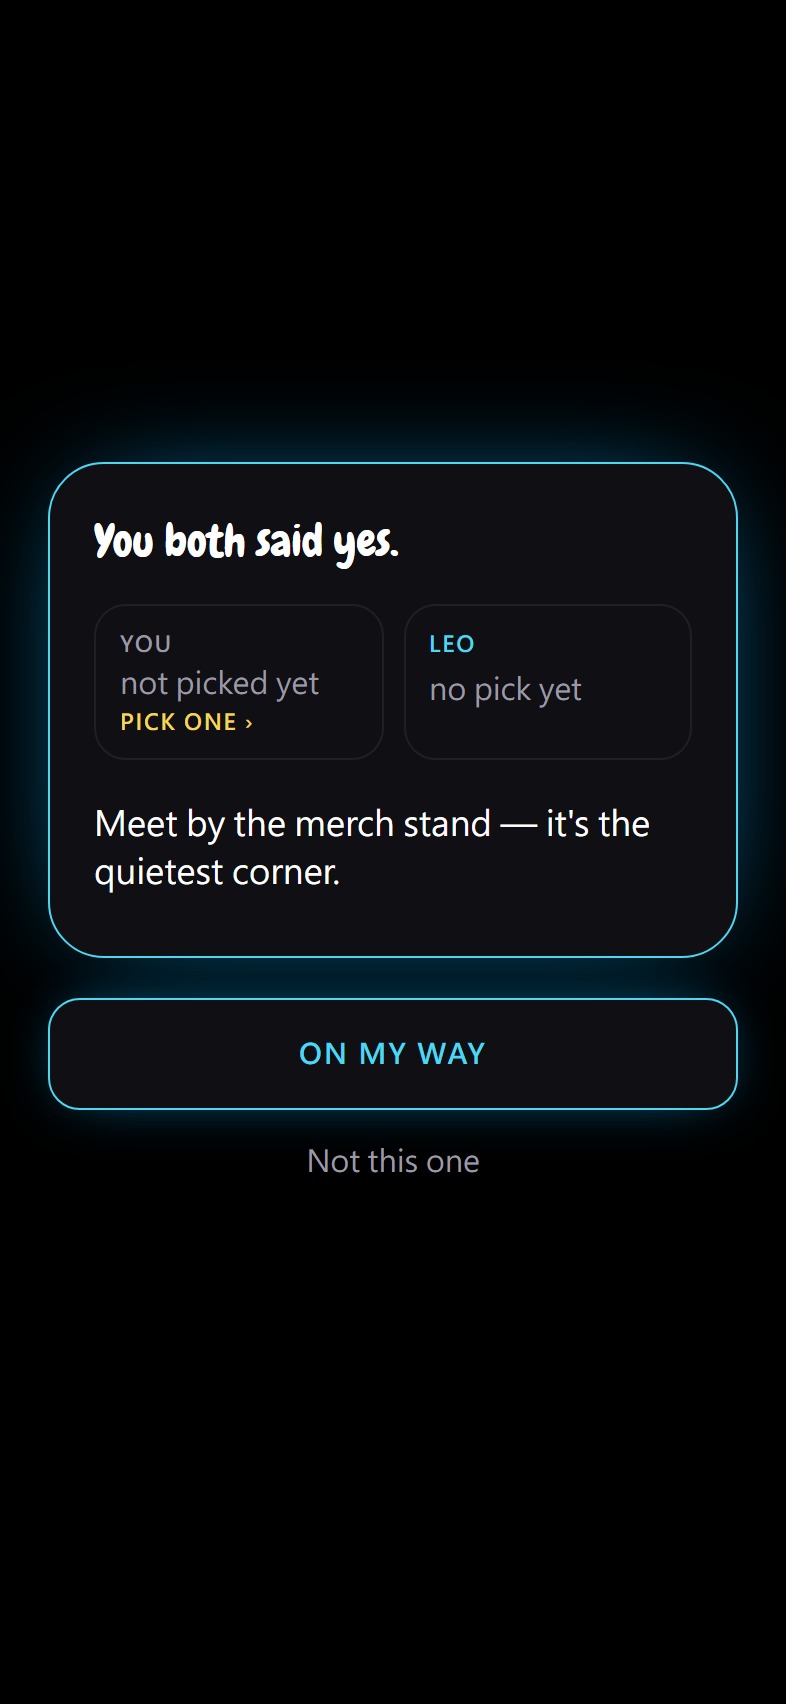 You both said yes.
YOU
not picked yet
PICK ONE ›
LEO
no pick yet
Meet by the merch stand — it's the
quietest corner.
ON MY WAY
Not this one